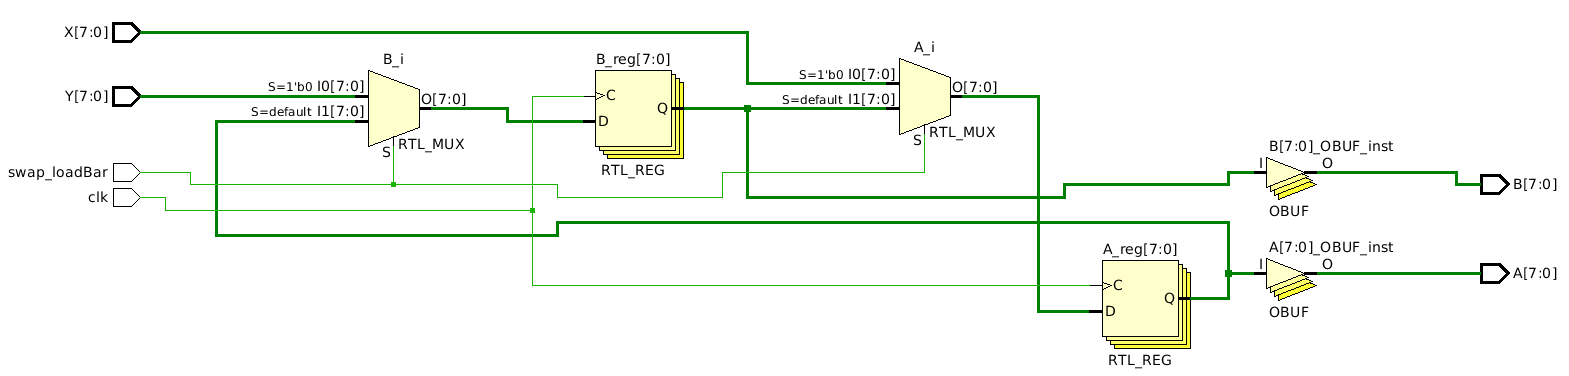 X[7:0]
Y[7:0]
swap_loadBar
clk
B_i
S=1'b0 I0[7:0]
S=default I1[7:0]
O[7:0]
S
RTL_MUX
B_reg[7:0]
C
D
Q
RTL_REG
A_i
S=1'b0 I0[7:0]
S=default I1[7:0]
O[7:0]
S
RTL_MUX
A_reg[7:0]
C
D
Q
RTL_REG
B[7:0]_OBUF_inst
I
O
OBUF
B[7:0]
A[7:0]_OBUF_inst
I
O
OBUF
A[7:0]